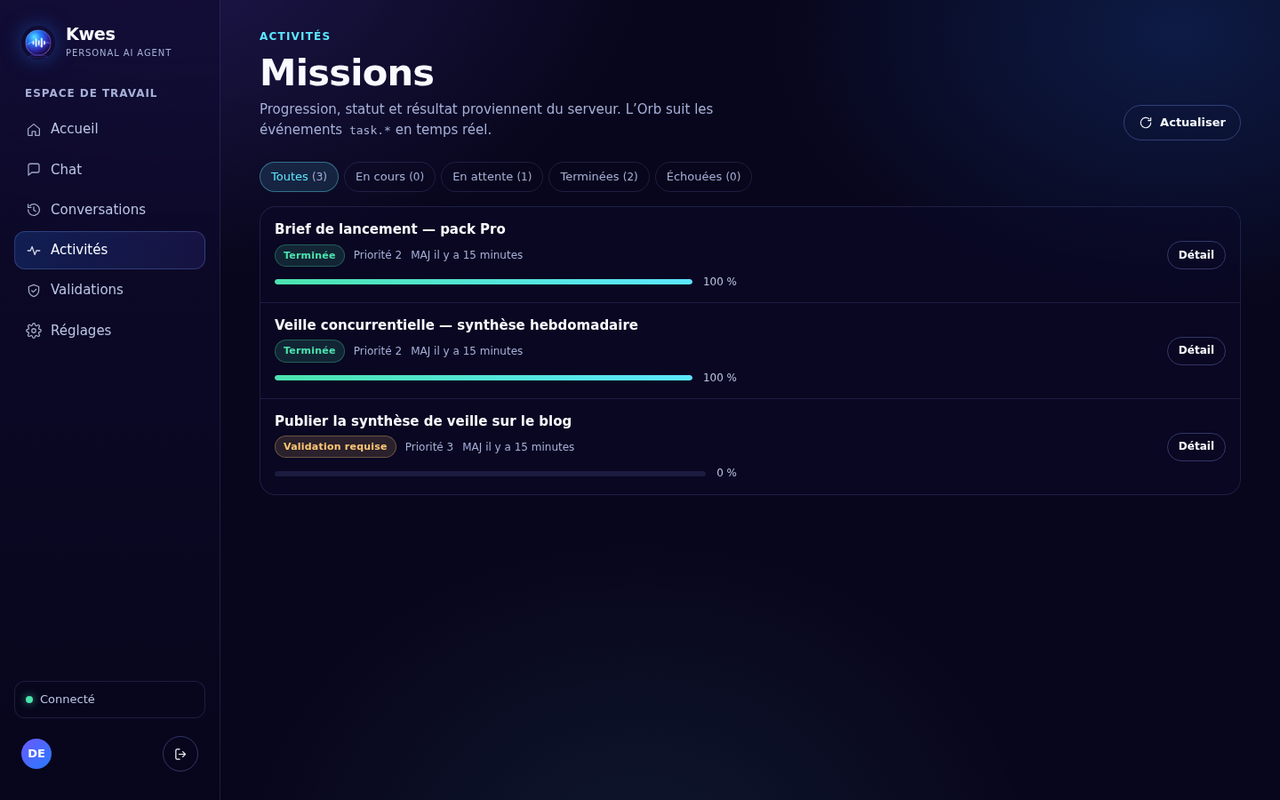 Kwes
PERSONAL AI AGENT
ESPACE DE TRAVAIL
Accueil
Chat
Conversations
Activités
Validations
Réglages
Connecté
DE
ACTIVITÉS
Missions
Progression, statut et résultat proviennent du serveur. L’Orb suit les
événements task.* en temps réel.
Actualiser
Toutes (3)
En cours (0)
En attente (1)
Terminées (2)
Échouées (0)
Brief de lancement — pack Pro
Terminée Priorité 2 MAJ il y a 15 minutes
100 %
Détail
Veille concurrentielle — synthèse hebdomadaire
Terminée Priorité 2 MAJ il y a 15 minutes
100 %
Détail
Publier la synthèse de veille sur le blog
Validation requise Priorité 3 MAJ il y a 15 minutes
0 %
Détail